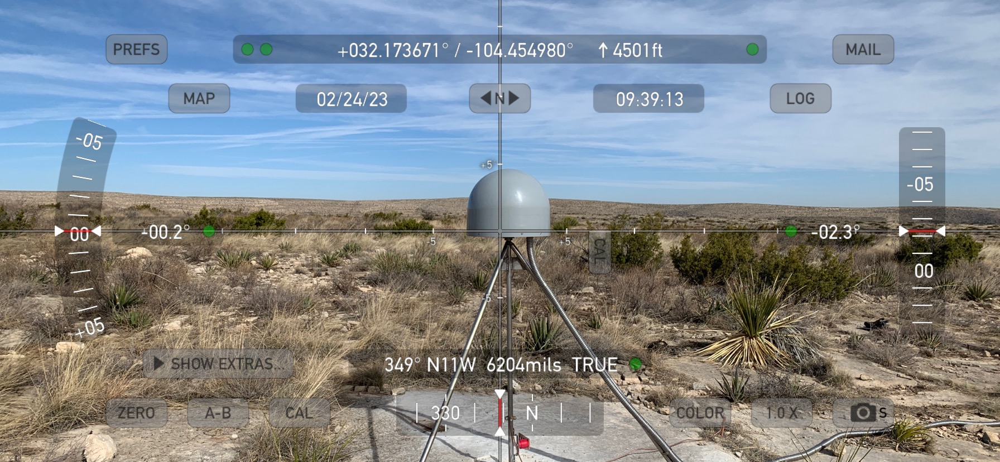 PREFS
+032.173671° / -104.454980° ↑ 4501ft
MAIL
MAP
02/24/23
N
09:39:13
LOG
-05
+5°
-05
00
-00.2°
-5
+5
-02.3°
CAL
00
-5
+05
SHOW EXTRAS...
349° N11W 6204mils TRUE
ZERO
A-B
CAL
330
N
COLOR
1.0 X
S